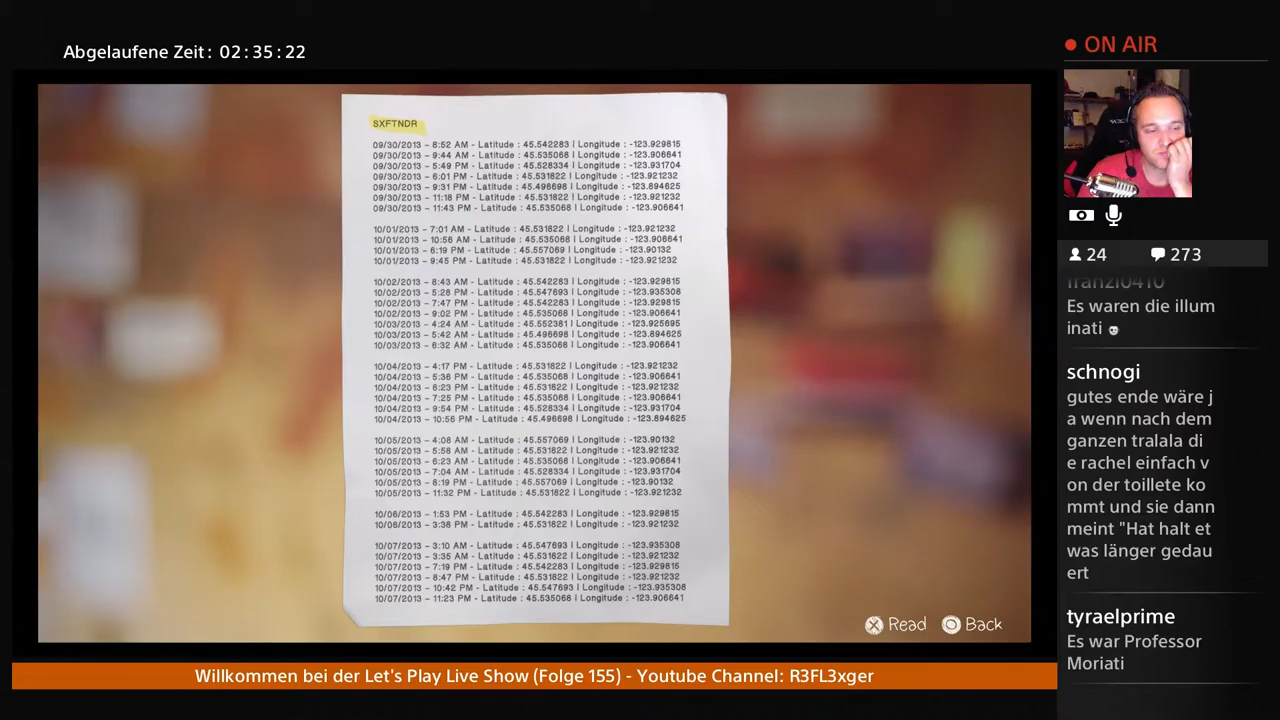 Abgelaufene Zeit: 02:35:22
ON AIR
SXFTNDR
09/30/2013 - 8:52 AM - Latitude : 45.542283 | Longitude : -123.929815
09/30/2013 - 9:44 AM - Latitude : 45.535068 | Longitude : -123.906641
09/30/2013 - 5:49 PM - Latitude : 45.528334 | Longitude : -123.931704
09/30/2013 - 6:01 PM - Latitude : 45.531822 | Longitude : -123.921232
09/30/2013 - 9:31 PM - Latitude : 45.496698 | Longitude : -123.894625
09/30/2013 - 11:18 PM - Latitude : 45.531822 | Longitude : -123.921232
09/30/2013 - 11:43 PM - Latitude : 45.535068 | Longitude : -123.906641
10/01/2013 - 7:01 AM - Latitude : 45.531822 | Longitude : -123.921232
10/01/2013 - 10:56 AM - Latitude : 45.535068 | Longitude : -123.906641
10/01/2013 - 6:19 PM - Latitude : 45.557069 | Longitude : -123.90132
10/01/2013 - 9:45 PM - Latitude : 45.531822 | Longitude : -123.921232
10/02/2013 - 8:43 AM - Latitude : 45.542283 | Longitude : -123.929815
10/02/2013 - 5:28 PM - Latitude : 45.547693 | Longitude : -123.935308
10/02/2013 - 7:47 PM - Latitude : 45.542283 | Longitude : -123.929815
10/02/2013 - 9:02 PM - Latitude : 45.535068 | Longitude : -123.906641
10/03/2013 - 4:24 AM - Latitude : 45.552361 | Longitude : -123.925695
10/03/2013 - 5:42 AM - Latitude : 45.496698 | Longitude : -123.894625
10/03/2013 - 6:32 AM - Latitude : 45.535068 | Longitude : -123.906641
10/04/2013 - 4:17 PM - Latitude : 45.531822 | Longitude : -123.921232
10/04/2013 - 5:36 PM - Latitude : 45.535068 | Longitude : -123.906641
10/04/2013 - 6:23 PM - Latitude : 45.531822 | Longitude : -123.921232
10/04/2013 - 7:25 PM - Latitude : 45.535068 | Longitude : -123.906641
10/04/2013 - 9:54 PM - Latitude : 45.528334 | Longitude : -123.931704
10/04/2013 - 10:56 PM - Latitude : 45.496698 | Longitude : -123.894625
10/05/2013 - 4:08 AM - Latitude : 45.557069 | Longitude : -123.90132
10/05/2013 - 5:58 AM - Latitude : 45.531822 | Longitude : -123.921232
10/05/2013 - 6:23 AM - Latitude : 45.535068 | Longitude : -123.906641
10/05/2013 - 7:04 AM - Latitude : 45.528334 | Longitude : -123.931704
10/05/2013 - 8:19 PM - Latitude : 45.557069 | Longitude : -123.90132
10/05/2013 - 11:32 PM - Latitude : 45.531822 | Longitude : -123.921232
10/06/2013 - 1:53 PM - Latitude : 45.542283 | Longitude : -123.929815
10/06/2013 - 3:38 PM - Latitude : 45.531822 | Longitude : -123.921232
10/07/2013 - 3:10 AM - Latitude : 45.547693 | Longitude : -123.935308
10/07/2013 - 3:35 AM - Latitude : 45.531822 | Longitude : -123.921232
10/07/2013 - 7:19 PM - Latitude : 45.542283 | Longitude : -123.929815
10/07/2013 - 8:47 PM - Latitude : 45.531822 | Longitude : -123.921232
10/07/2013 - 10:42 PM - Latitude : 45.547693 | Longitude : -123.935308
10/07/2013 - 11:23 PM - Latitude : 45.535068 | Longitude : -123.906641
Read Back
24 273
franzi0410
Es waren die illum
inati
schnogi
gutes ende wäre j
a wenn nach dem
ganzen tralala di
e rachel einfach v
on der toillete ko
mmt und sie dann
meint "Hat halt et
was länger gedau
ert
tyraelprime
Es war Professor
Moriati
Willkommen bei der Let's Play Live Show (Folge 155) - Youtube Channel: R3FL3xger